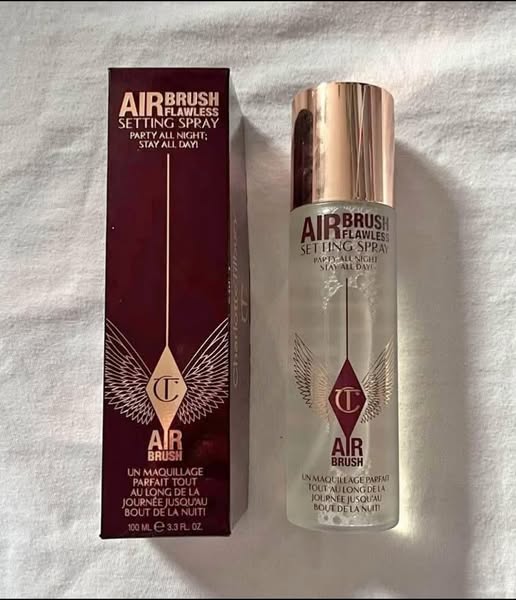 AIR BRUSH
FLAWLESS
SETTING SPRAY
PARTY ALL NIGHT;
STAY ALL DAY!
CT
AIR
BRUSH
UN MAQUILLAGE
PARFAIT TOUT
AU LONG DE LA
JOURNÉE JUSQU'AU
BOUT DE LA NUIT!
100 ML ℮ 3.3 FL. OZ.
Charlotte Tilbury
CT
AIR BRUSH
FLAWLESS
SETTING SPRAY
PARTY ALL NIGHT;
STAY ALL DAY!
CT
AIR
BRUSH
UN MAQUILLAGE PARFAIT
TOUT AU LONG DE LA
JOURNÉE JUSQU'AU
BOUT DE LA NUIT!